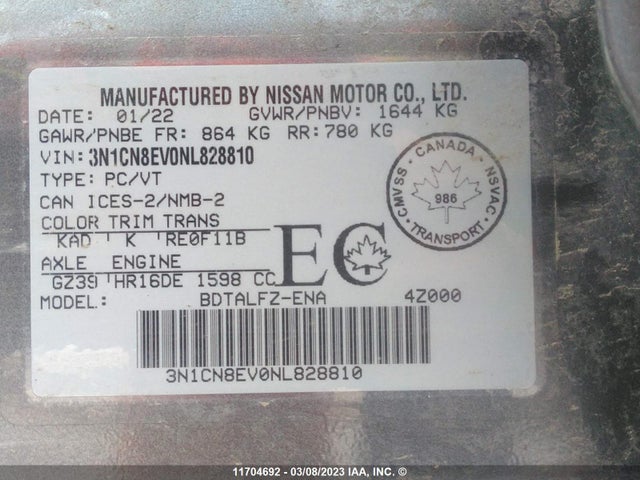 MANUFACTURED BY NISSAN MOTOR CO., LTD.
DATE: 01/22 GVWR/PNBV: 1644 KG
GAWR/PNBE FR: 864 KG RR: 780 KG
VIN: 3N1CN8EV0NL828810
TYPE: PC/VT
CAN ICES-2/NMB-2
COLOR TRIM TRANS
KAD K RE0F11B
AXLE ENGINE
GZ39 HR16DE 1598 CC
MODEL: BDTALFZ-ENA 4Z000
EC
CANADA
CMVSS NSVAC
986
TRANSPORT
3N1CN8EV0NL828810
11704692 - 03/08/2023 IAA, INC. ©